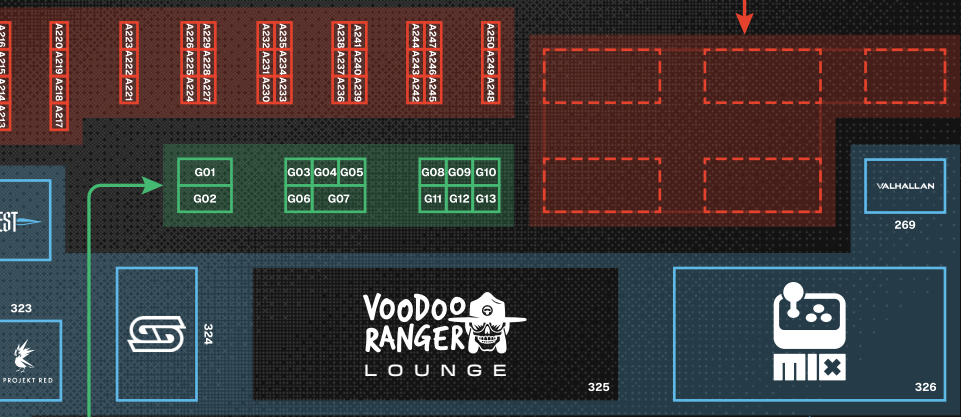 A216
A215
A214
A213
A220
A219
A218
A217
A223
A222
A221
A226
A225
A224
A229
A228
A227
A232
A231
A230
A235
A234
A233
A238
A237
A236
A241
A240
A239
A244
A243
A242
A247
A246
A245
A250
A249
A248
G01
G02
G03 G04 G05
G06 G07
G08 G09 G10
G11 G12 G13
VALHALLAN
269
EST
323
PROJEKT RED
324
VOODOO
RANGER
LOUNGE
325
MIX
326